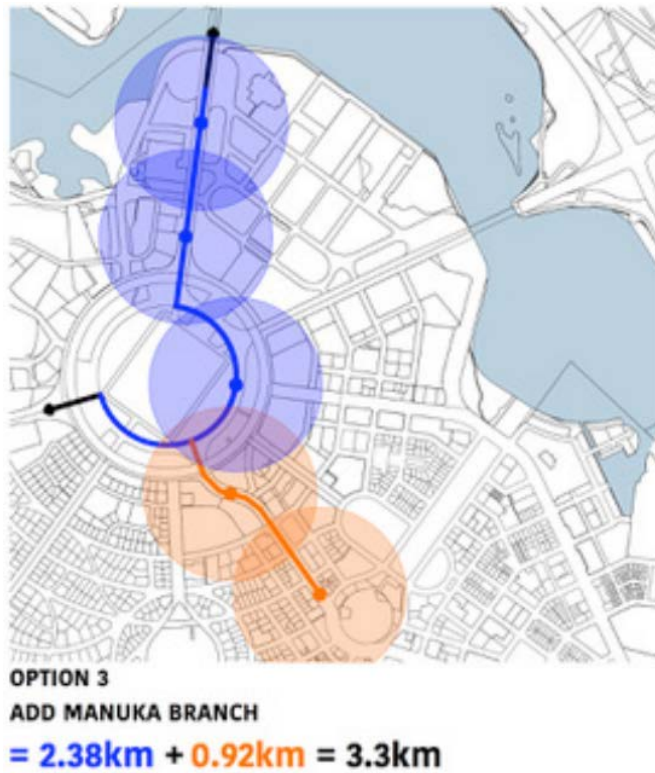 OPTION 3
ADD MANUKA BRANCH
= 2.38km + 0.92km = 3.3km